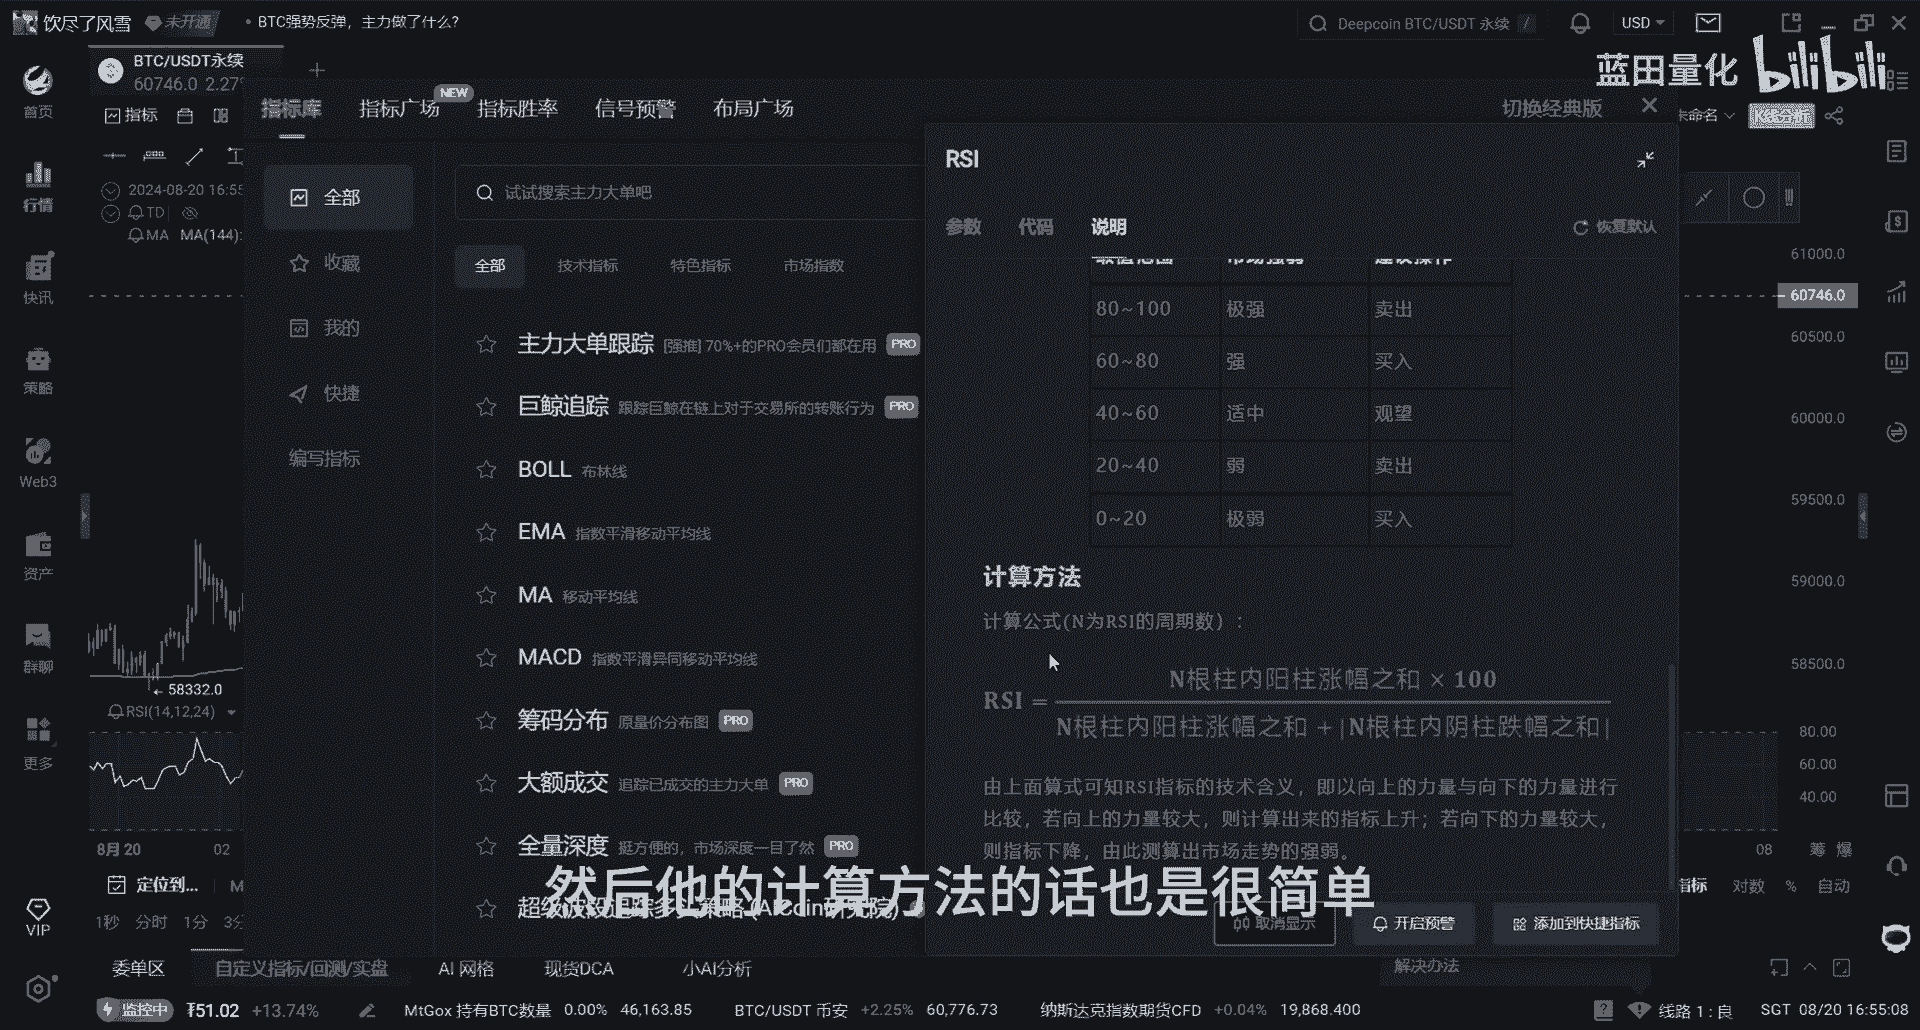 饮尽了风雪 未开通 • BTC强势反弹，主力做了什么?
Deepcoin BTC/USDT 永续 /
USD
蓝田量化 bilibili
首页
行情
快讯
策略
Web3
资产
群聊
更多
VIP
BTC/USDT永续
60746.0 2.27
指标
2024-08-20 16:55
TD
MA MA(144):
58332.0
RSI(14,12,24)
8月 20 02
定位到...
1秒 分时 1分 3分
指标库 指标广场 NEW 指标胜率 信号预警 布局广场
切换经典版
未命名 K线分析
全部
收藏
我的
快捷
编写指标
试试搜索主力大单吧
全部 技术指标 特色指标 市场指数
主力大单跟踪 [强推] 70%+的PRO会员们都在用 PRO
巨鲸追踪 跟踪巨鲸在链上对于交易所的转账行为 PRO
BOLL 布林线
EMA 指数平滑移动平均线
MA 移动平均线
MACD 指数平滑异同移动平均线
筹码分布 原量价分布图 PRO
大额成交 追踪已成交的主力大单 PRO
全量深度 挺方便的，市场深度一目了然 PRO
RSI
参数 代码 说明
恢复默认
取值范围 市场强弱 建议操作
80~100 极强 卖出
60~80 强 买入
40~60 适中 观望
20~40 弱 卖出
0~20 极弱 买入
计算方法
计算公式(N为RSI的周期数)：
RSI = N根柱内阳柱涨幅之和 × 100
N根柱内阳柱涨幅之和 + |N根柱内阴柱跌幅之和|
由上面算式可知RSI指标的技术含义，即以向上的力量与向下的力量进行
比较，若向上的力量较大，则计算出来的指标上升；若向下的力量较大，
则指标下降，由此测算出市场走势的强弱。
然后他的计算方法的话也是很简单
取消显示 开启预警 添加到快捷指标
解决办法
61000.0
60746.0
60500.0
60000.0
59500.0
59000.0
58500.0
80.00
60.00
40.00
08 筹 爆
指标 对数 % 自动
委单区 自定义指标/回测/实盘 AI 网格 现货DCA 小AI分析
监控中 ₮51.02 +13.74% MtGox 持有BTC数量 0.00% 46,163.85 BTC/USDT 币安 +2.25% 60,776.73 纳斯达克指数期货CFD +0.04% 19,868.400
线路 1 : 良 SGT 08/20 16:55:08